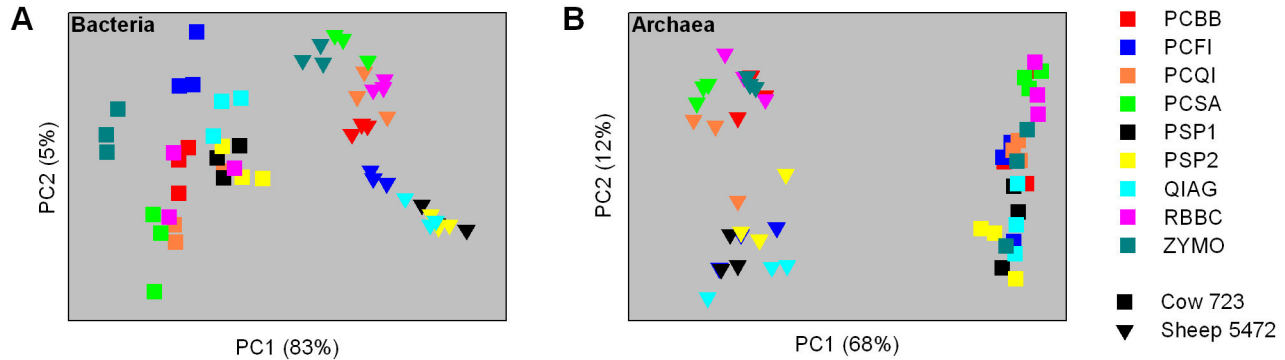 A
Bacteria
PC2 (5%)
PC1 (83%)
B
Archaea
PC2 (12%)
PC1 (68%)
PCBB
PCFI
PCQI
PCSA
PSP1
PSP2
QIAG
RBBC
ZYMO
Cow 723
Sheep 5472